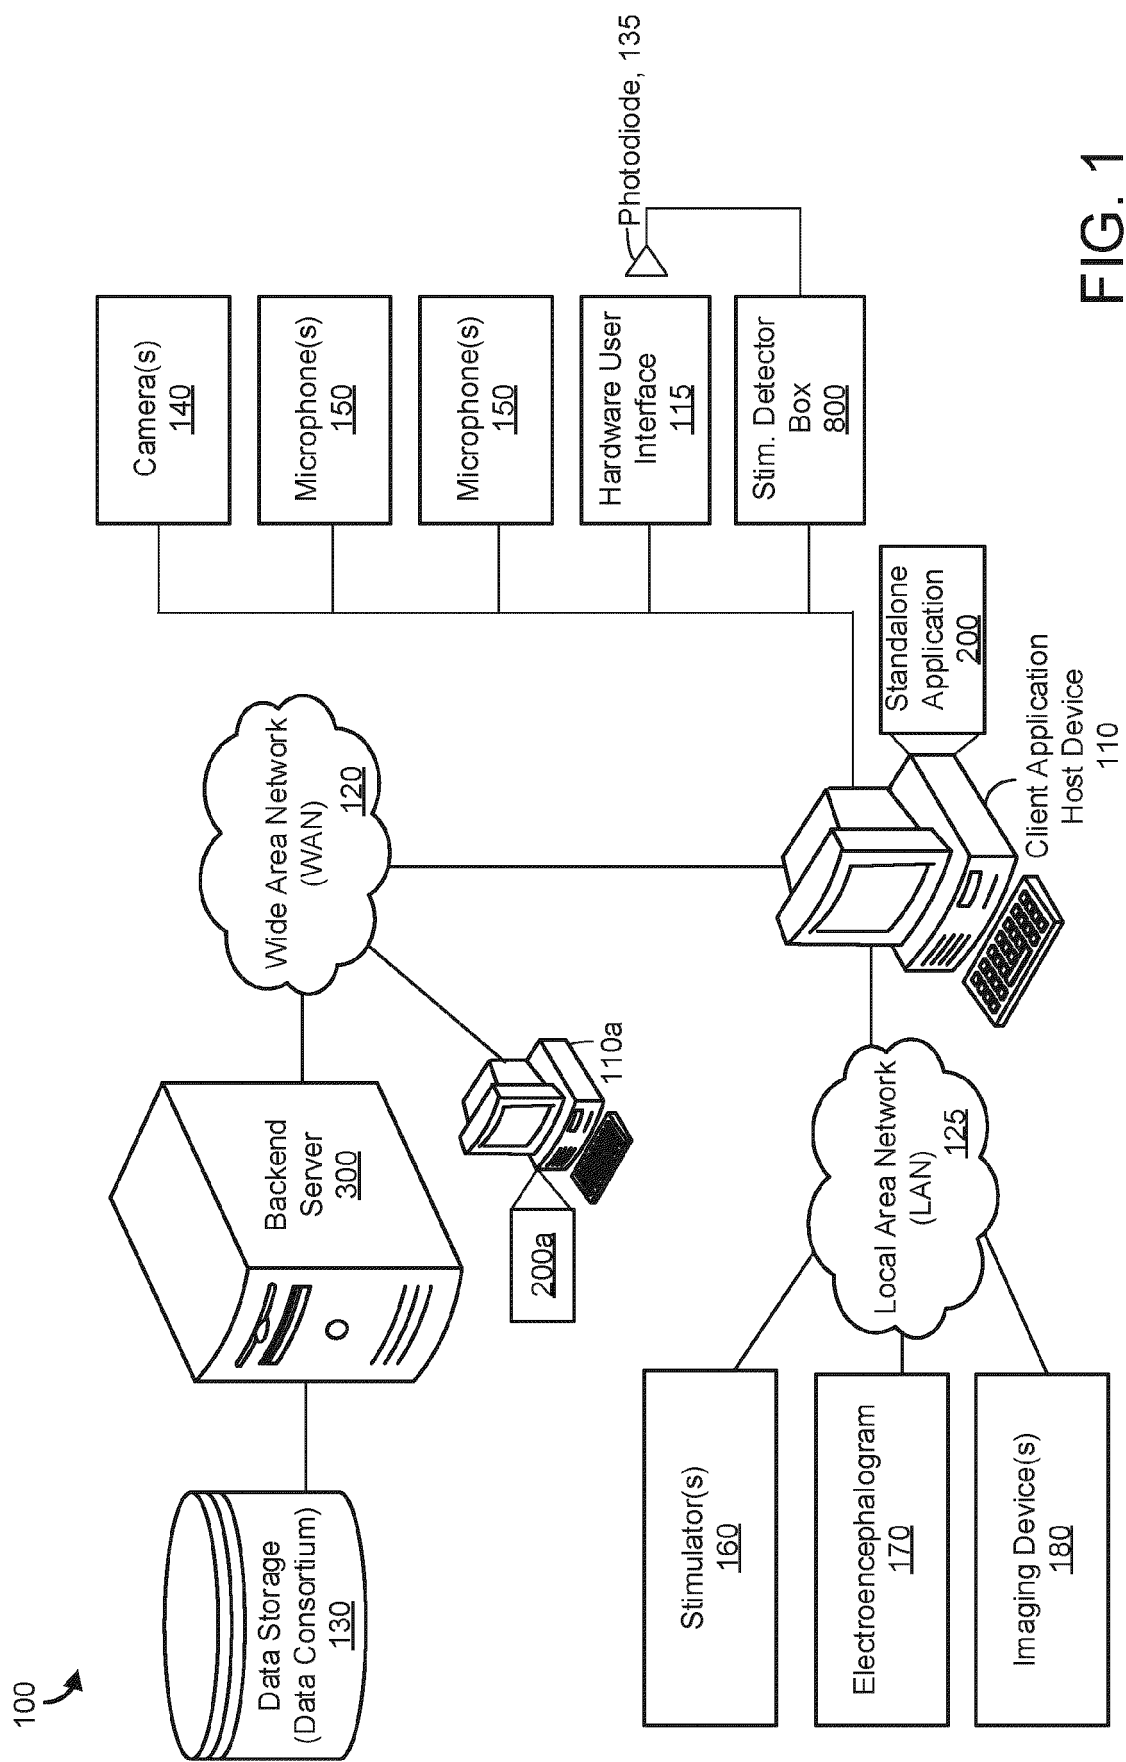 100
Data Storage
(Data Consortium)
130
Backend
Server
300
Wide Area Network
(WAN)
120
200a
110a
Camera(s)
140
Microphone(s)
150
Microphone(s)
150
Hardware User
Interface
115
Stim. Detector
Box
800
Photodiode, 135
Stimulator(s)
160
Electroencephalogram
170
Imaging Device(s)
180
Local Area Network
(LAN)
125
Standalone
Application
200
Client Application
Host Device
110
FIG. 1